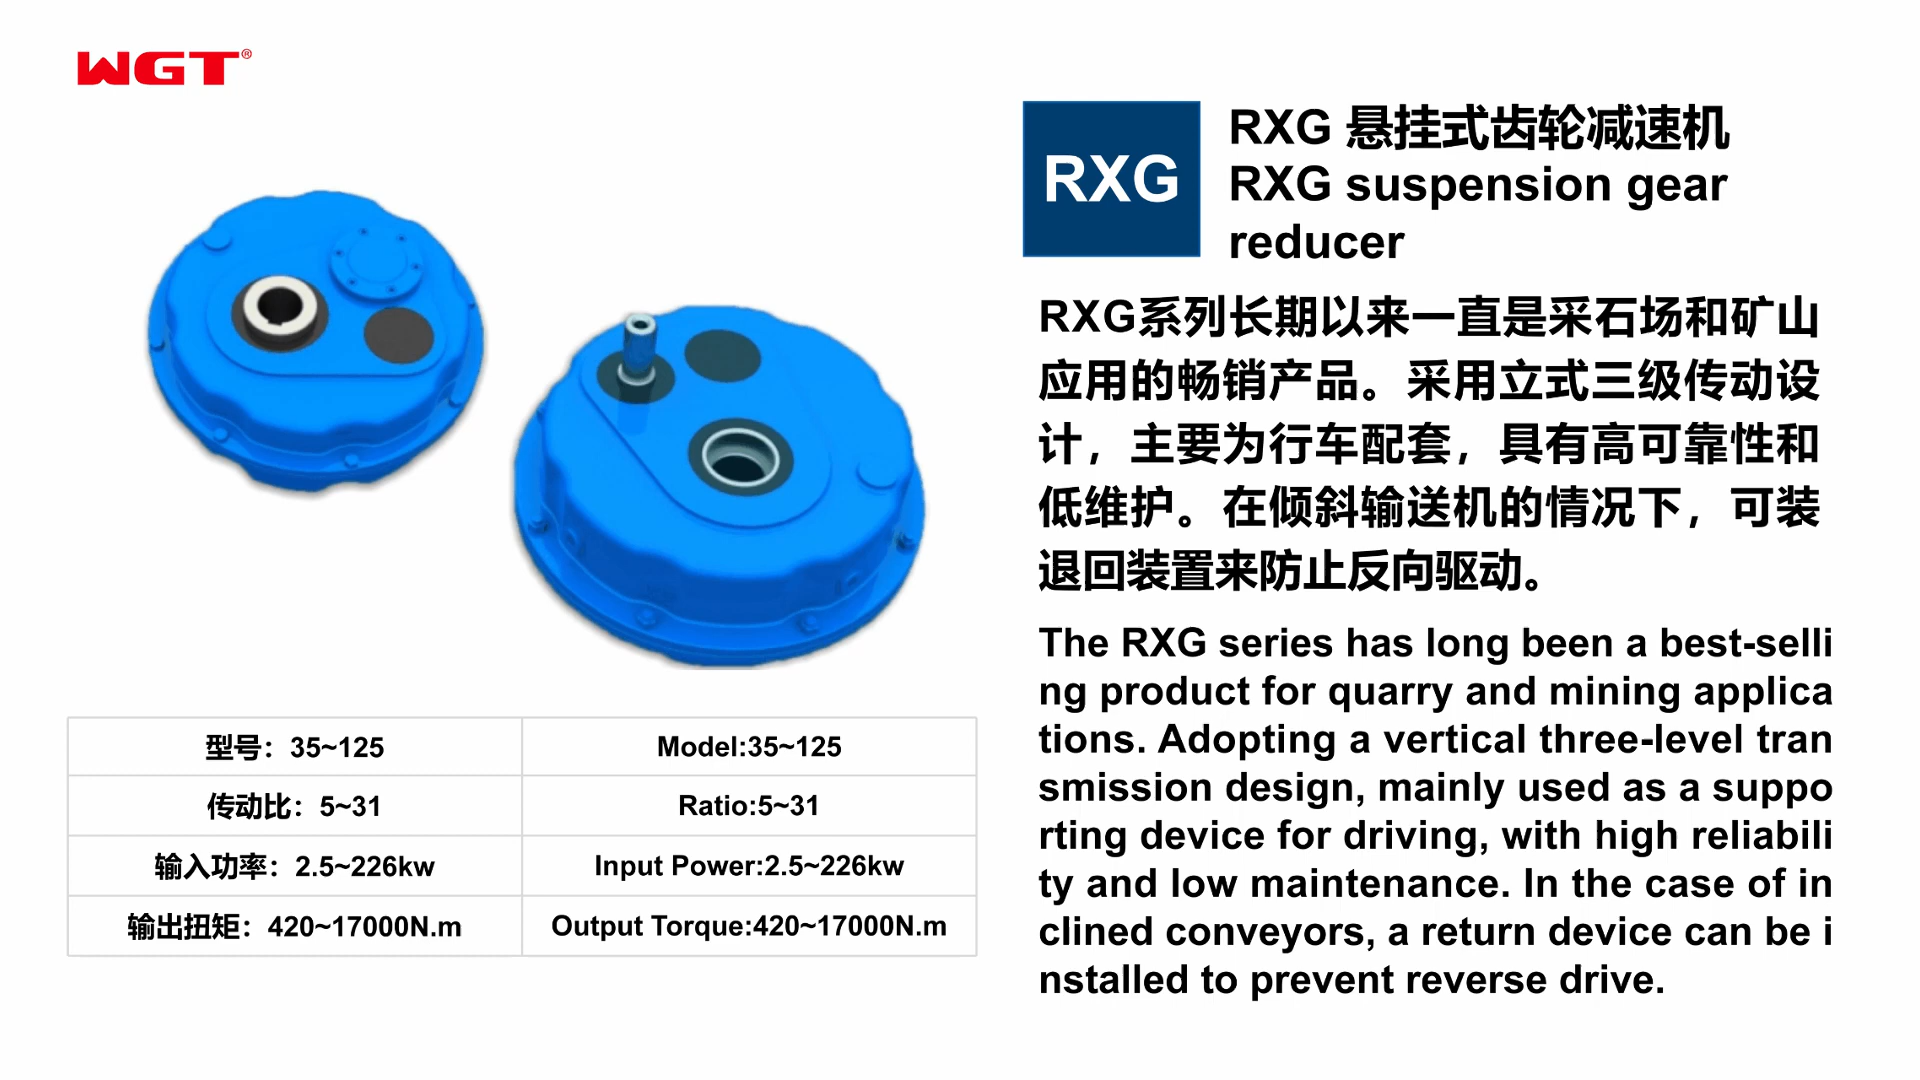 WGT®
RXG
RXG 悬挂式齿轮减速机
RXG suspension gear
reducer
RXG系列长期以来一直是采石场和矿山
应用的畅销产品。采用立式三级传动设
计，主要为行车配套，具有高可靠性和
低维护。在倾斜输送机的情况下，可装
退回装置来防止反向驱动。
The RXG series has long been a best-selli
ng product for quarry and mining applica
tions. Adopting a vertical three-level tran
smission design, mainly used as a suppo
rting device for driving, with high reliabili
ty and low maintenance. In the case of in
clined conveyors, a return device can be i
nstalled to prevent reverse drive.
型号：35~125
Model:35~125
传动比：5~31
Ratio:5~31
输入功率：2.5~226kw
Input Power:2.5~226kw
输出扭矩：420~17000N.m
Output Torque:420~17000N.m